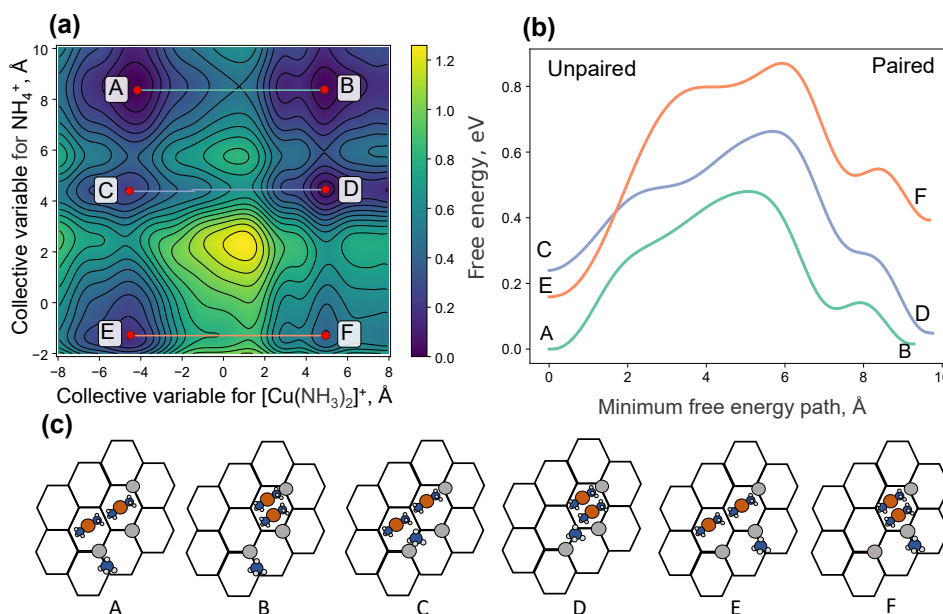 (a)
(b)
Collective variable for NH₄⁺, Å
10
8
6
4
2
0
−2
−8
−6
−4
−2
0
2
4
6
8
Collective variable for [Cu(NH₃)₂]⁺, Å
A
B
C
D
E
F
1.2
1.0
0.8
0.6
0.4
0.2
0.0
Free energy, eV
0.8
0.6
0.4
0.2
0.0
Unpaired
Paired
C
E
A
F
D
B
0
2
4
6
8
10
Minimum free energy path, Å
(c)
A
B
C
D
E
F